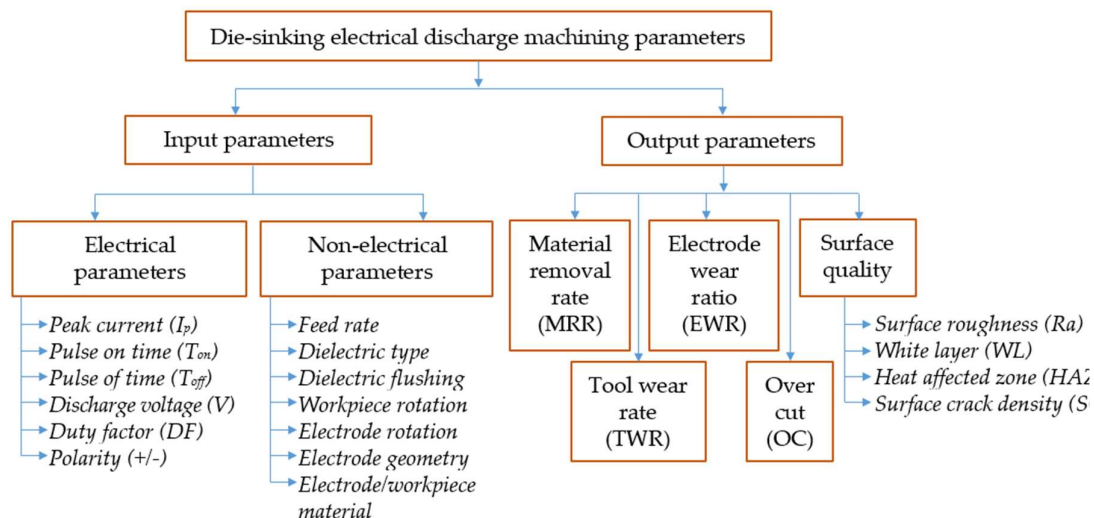 Die-sinking electrical discharge machining parameters
Input parameters
Output parameters
Electrical
parameters
Peak current (Ip)
Pulse on time (Ton)
Pulse of time (Toff)
Discharge voltage (V)
Duty factor (DF)
Polarity (+/-)
Non-electrical
parameters
Feed rate
Dielectric type
Dielectric flushing
Workpiece rotation
Electrode rotation
Electrode geometry
Electrode/workpiece
material
Material
removal
rate
(MRR)
Tool wear
rate
(TWR)
Electrode
wear
ratio
(EWR)
Over
cut
(OC)
Surface
quality
Surface roughness (Ra)
White layer (WL)
Heat affected zone (HAZ
Surface crack density (S